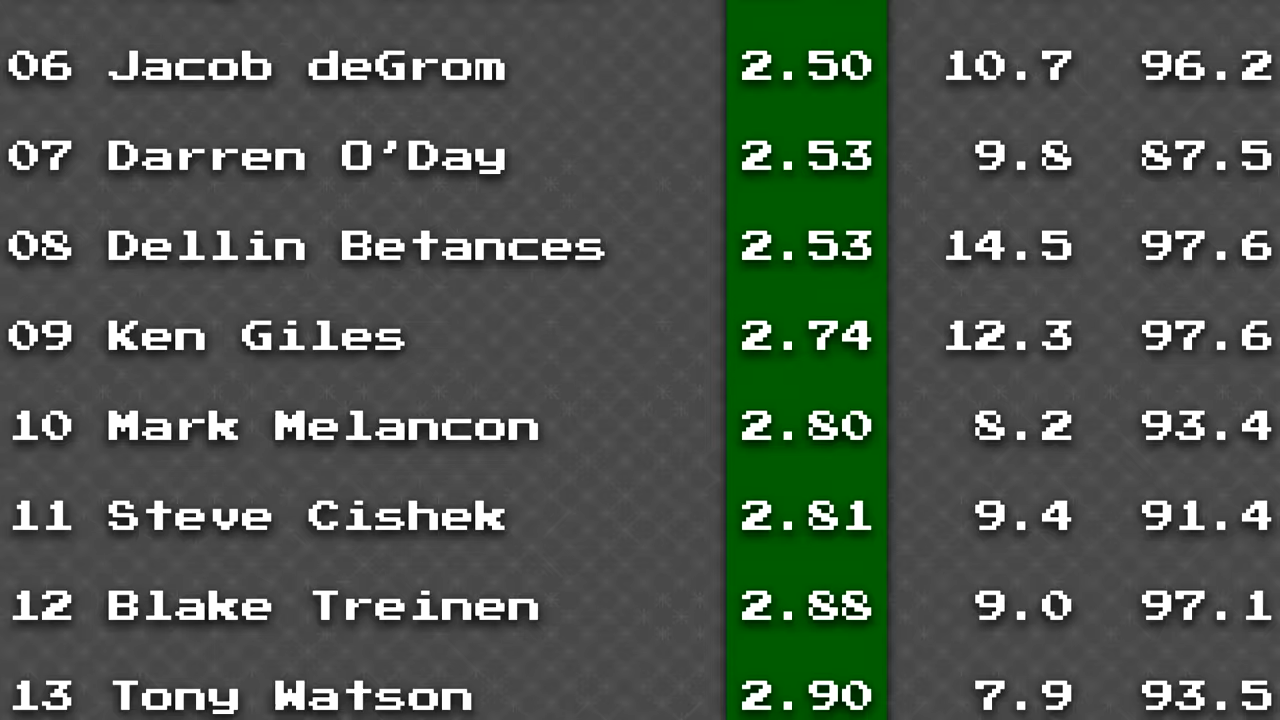 06 Jacob deGrom 2.50 10.7 96.2
07 Darren O'Day 2.53 9.8 87.5
08 Dellin Betances 2.53 14.5 97.6
09 Ken Giles 2.74 12.3 97.6
10 Mark Melancon 2.80 8.2 93.4
11 Steve Cishek 2.81 9.4 91.4
12 Blake Treinen 2.88 9.0 97.1
13 Tony Watson 2.90 7.9 93.5